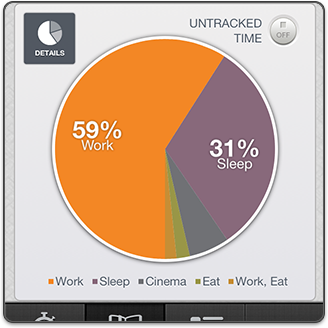 UNTRACKED
TIME
OFF
DETAILS
59%
Work
31%
Sleep
Work Sleep Cinema Eat Work, Eat